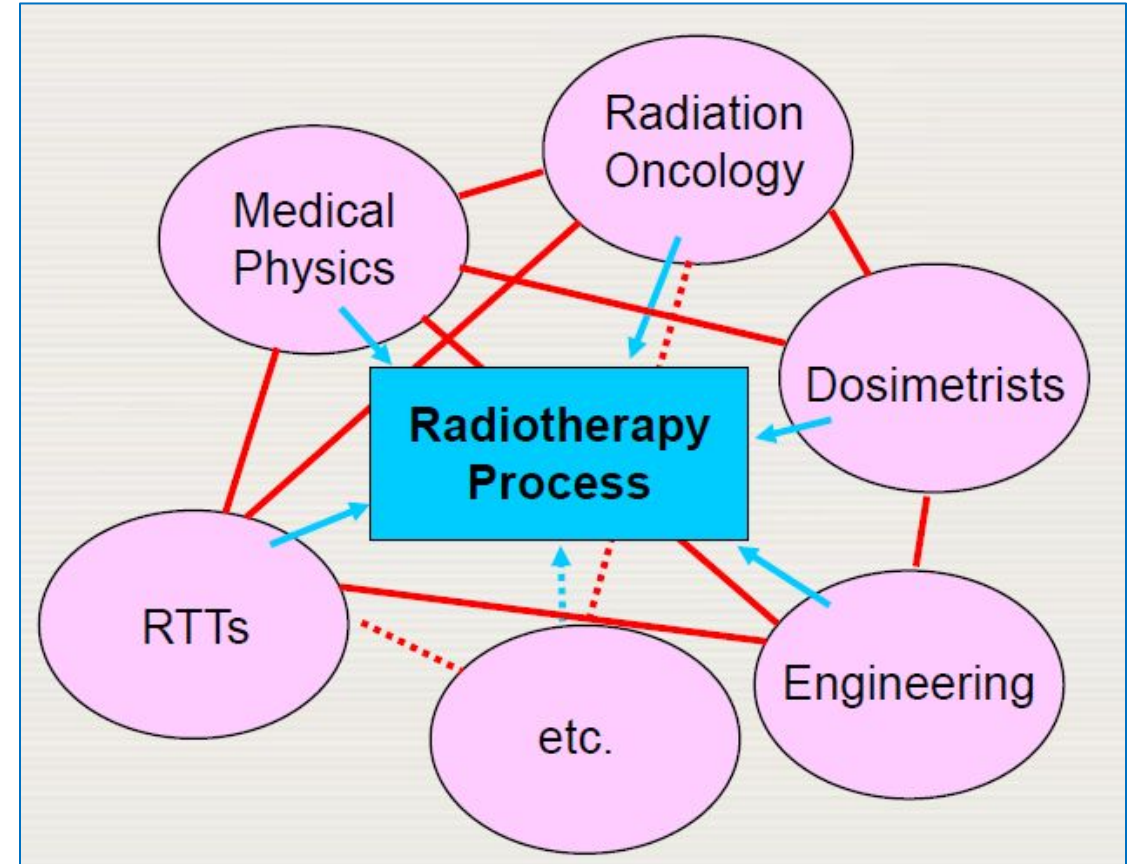 Radiation
Oncology
Medical
Physics
Dosimetrists
Radiotherapy
Process
RTTs
Engineering
etc.